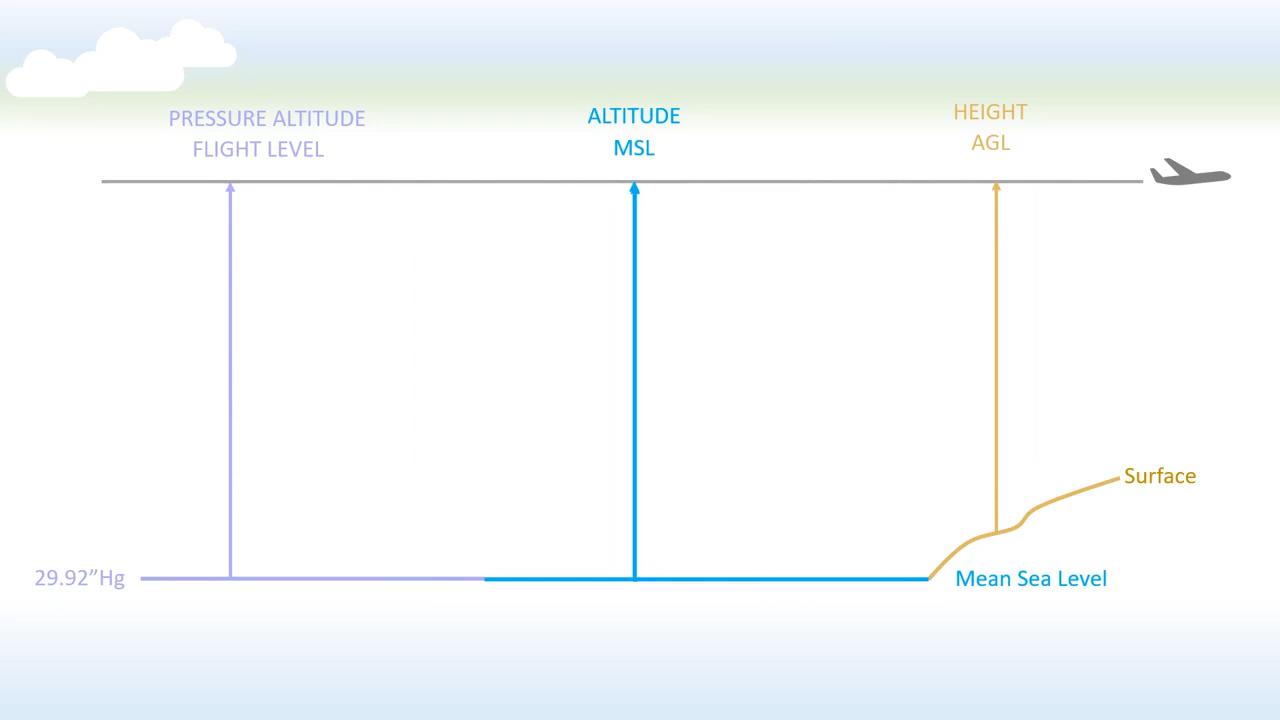 PRESSURE ALTITUDE
FLIGHT LEVEL
ALTITUDE
MSL
HEIGHT
AGL
Surface
29.92”Hg
Mean Sea Level